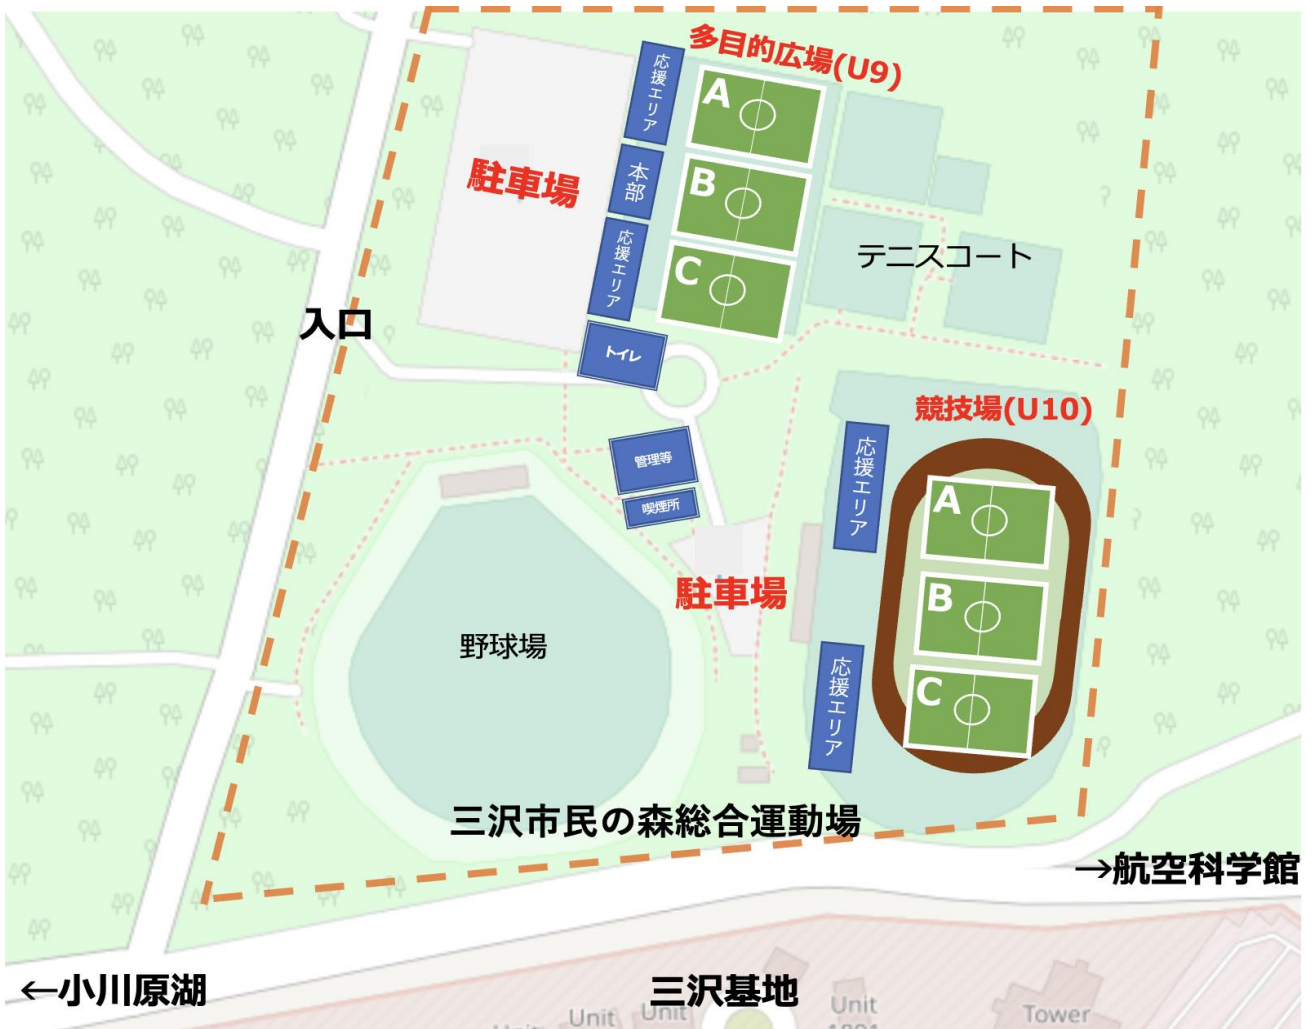 多目的広場(U9)
応援エリア
A
駐車場
本部
B
応援エリア
C
テニスコート
入口
トイレ
競技場(U10)
管理等
喫煙所
応援エリア
A
駐車場
B
野球場
応援エリア
C
三沢市民の森総合運動場
→航空科学館
←小川原湖
三沢基地
Unit
Unit
Unit
Tower